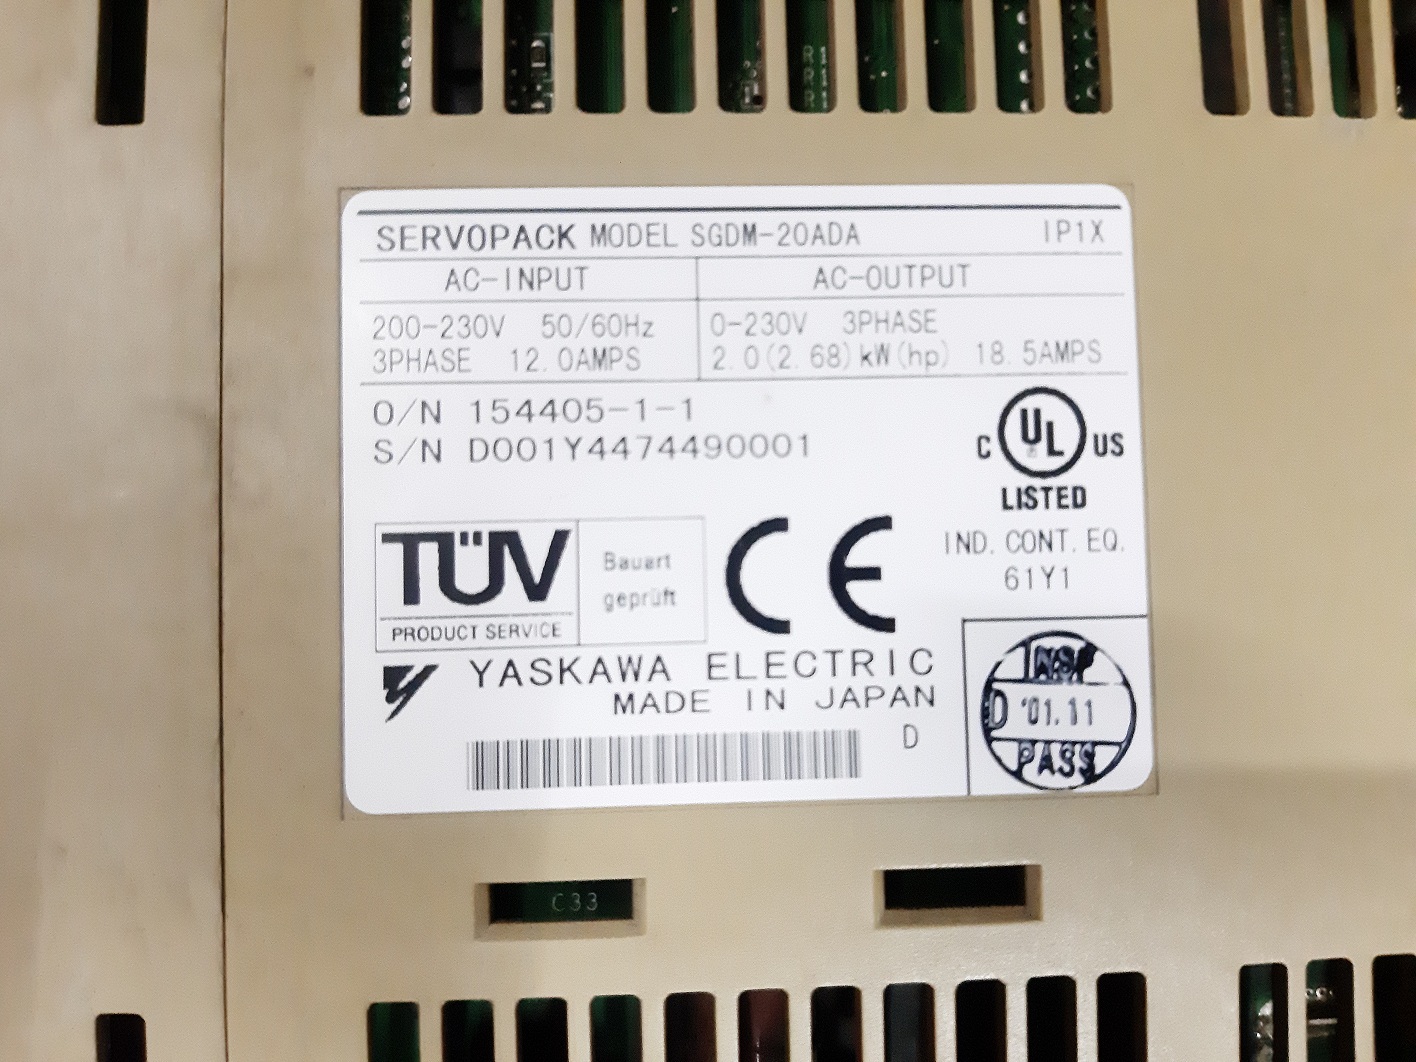 SERVOPACK MODEL SGDM-20ADA IP1X
AC-INPUT AC-OUTPUT
200-230V 50/60Hz 0-230V 3PHASE
3PHASE 12.0AMPS 2.0(2.68)kW(hp) 18.5AMPS
O/N 154405-1-1
S/N D001Y4474490001
C UL US
LISTED
IND. CONT. EQ.
61Y1
TÜV
PRODUCT SERVICE
Bauart
geprüft
CE
YASKAWA ELECTRIC
MADE IN JAPAN
D
INSP
D '01.11
PASS
C33